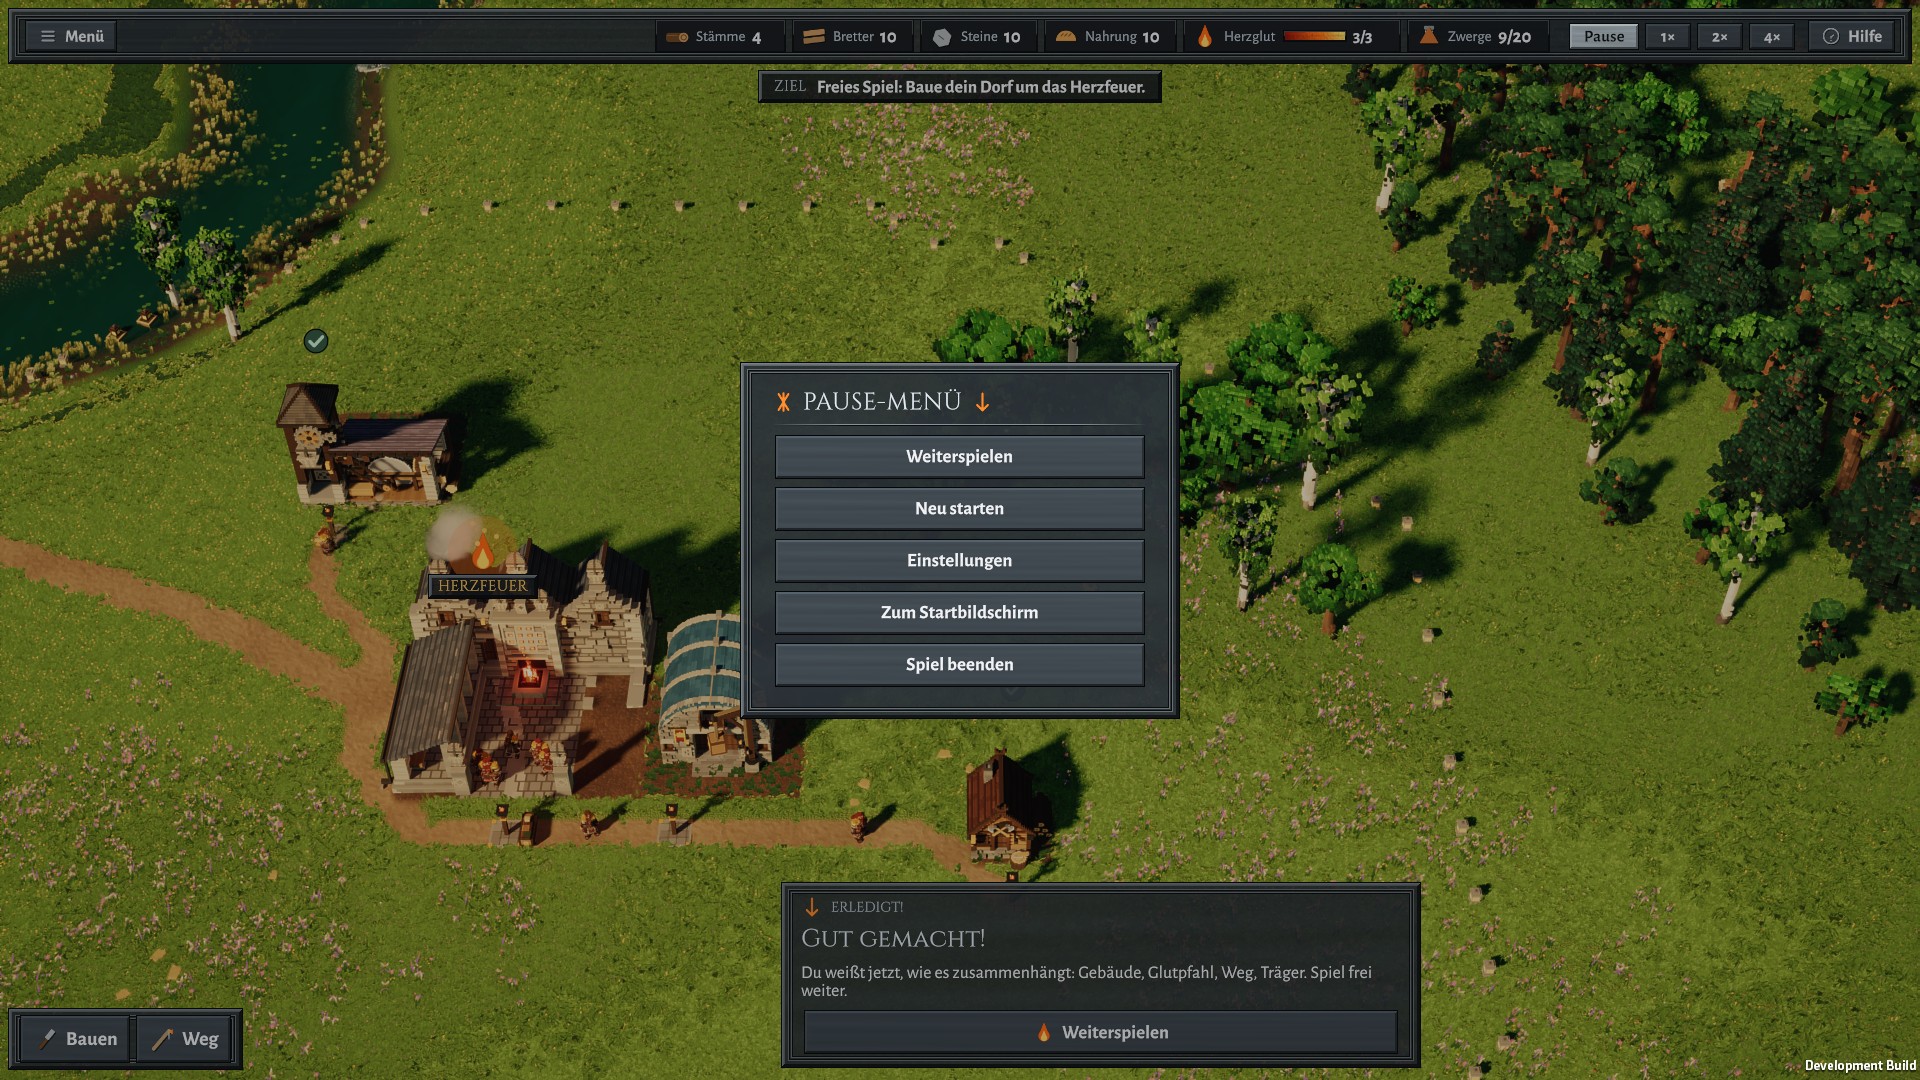 Menü
Stämme 4
Bretter 10
Steine 10
Nahrung 10
Herzglut 3/3
Zwerge 9/20
Pause
1×
2×
4×
Hilfe
ZIEL Freies Spiel: Baue dein Dorf um das Herzfeuer.
PAUSE-MENÜ
Weiterspielen
Neu starten
Einstellungen
Zum Startbildschirm
Spiel beenden
HERZFEUER
ERLEDIGT!
GUT GEMACHT!
Du weißt jetzt, wie es zusammenhängt: Gebäude, Glutpfahl, Weg, Träger. Spiel frei
weiter.
Weiterspielen
Bauen
Weg
Development Build